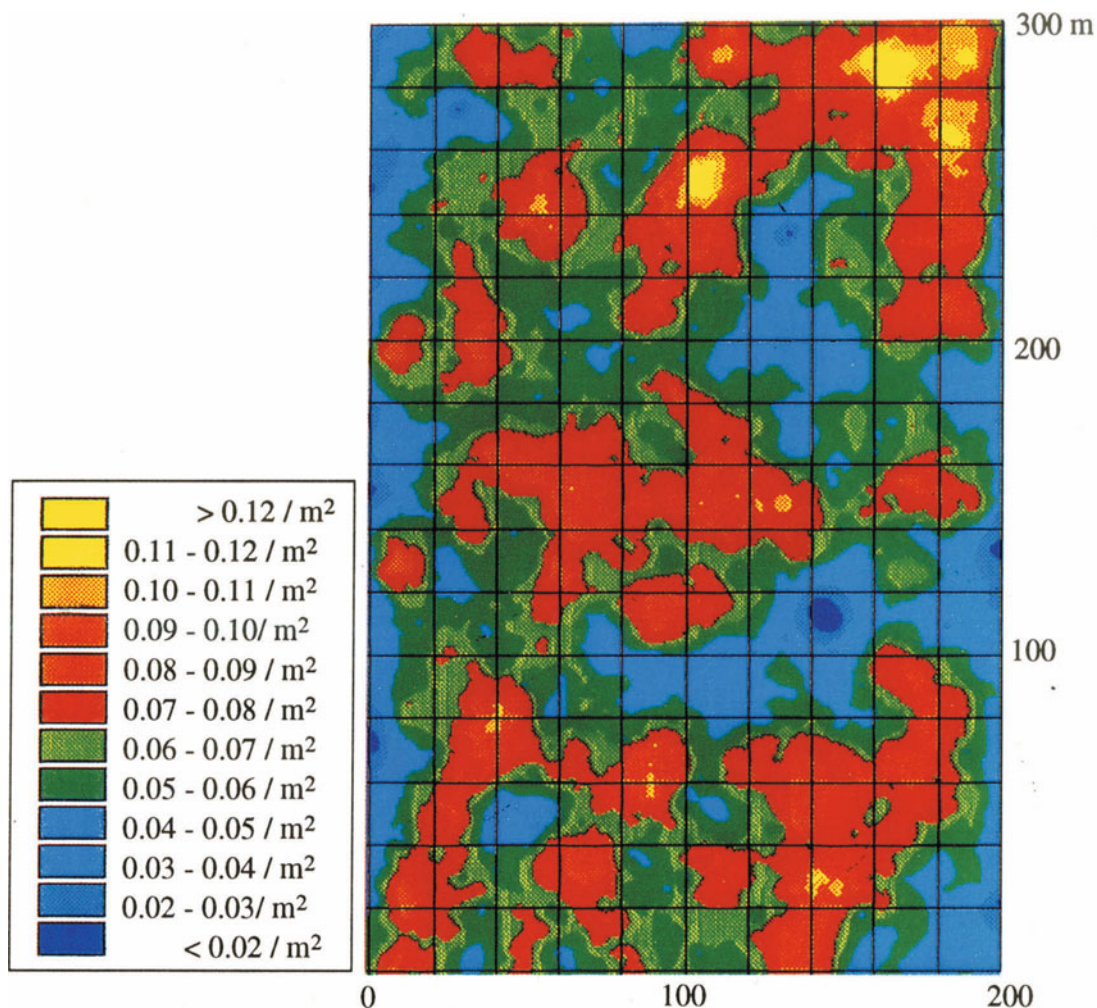 300 m
200
100
> 0.12 / m²
0.11 - 0.12 / m²
0.10 - 0.11/ m²
0.09 - 0.10/ m²
0.08 - 0.09 / m²
0.07 - 0.08 / m²
0.06 - 0.07 / m²
0.05 - 0.06 / m²
0.04 - 0.05 / m²
0.03 - 0.04 / m²
0.02 - 0.03/ m²
< 0.02 / m²
0 100 200